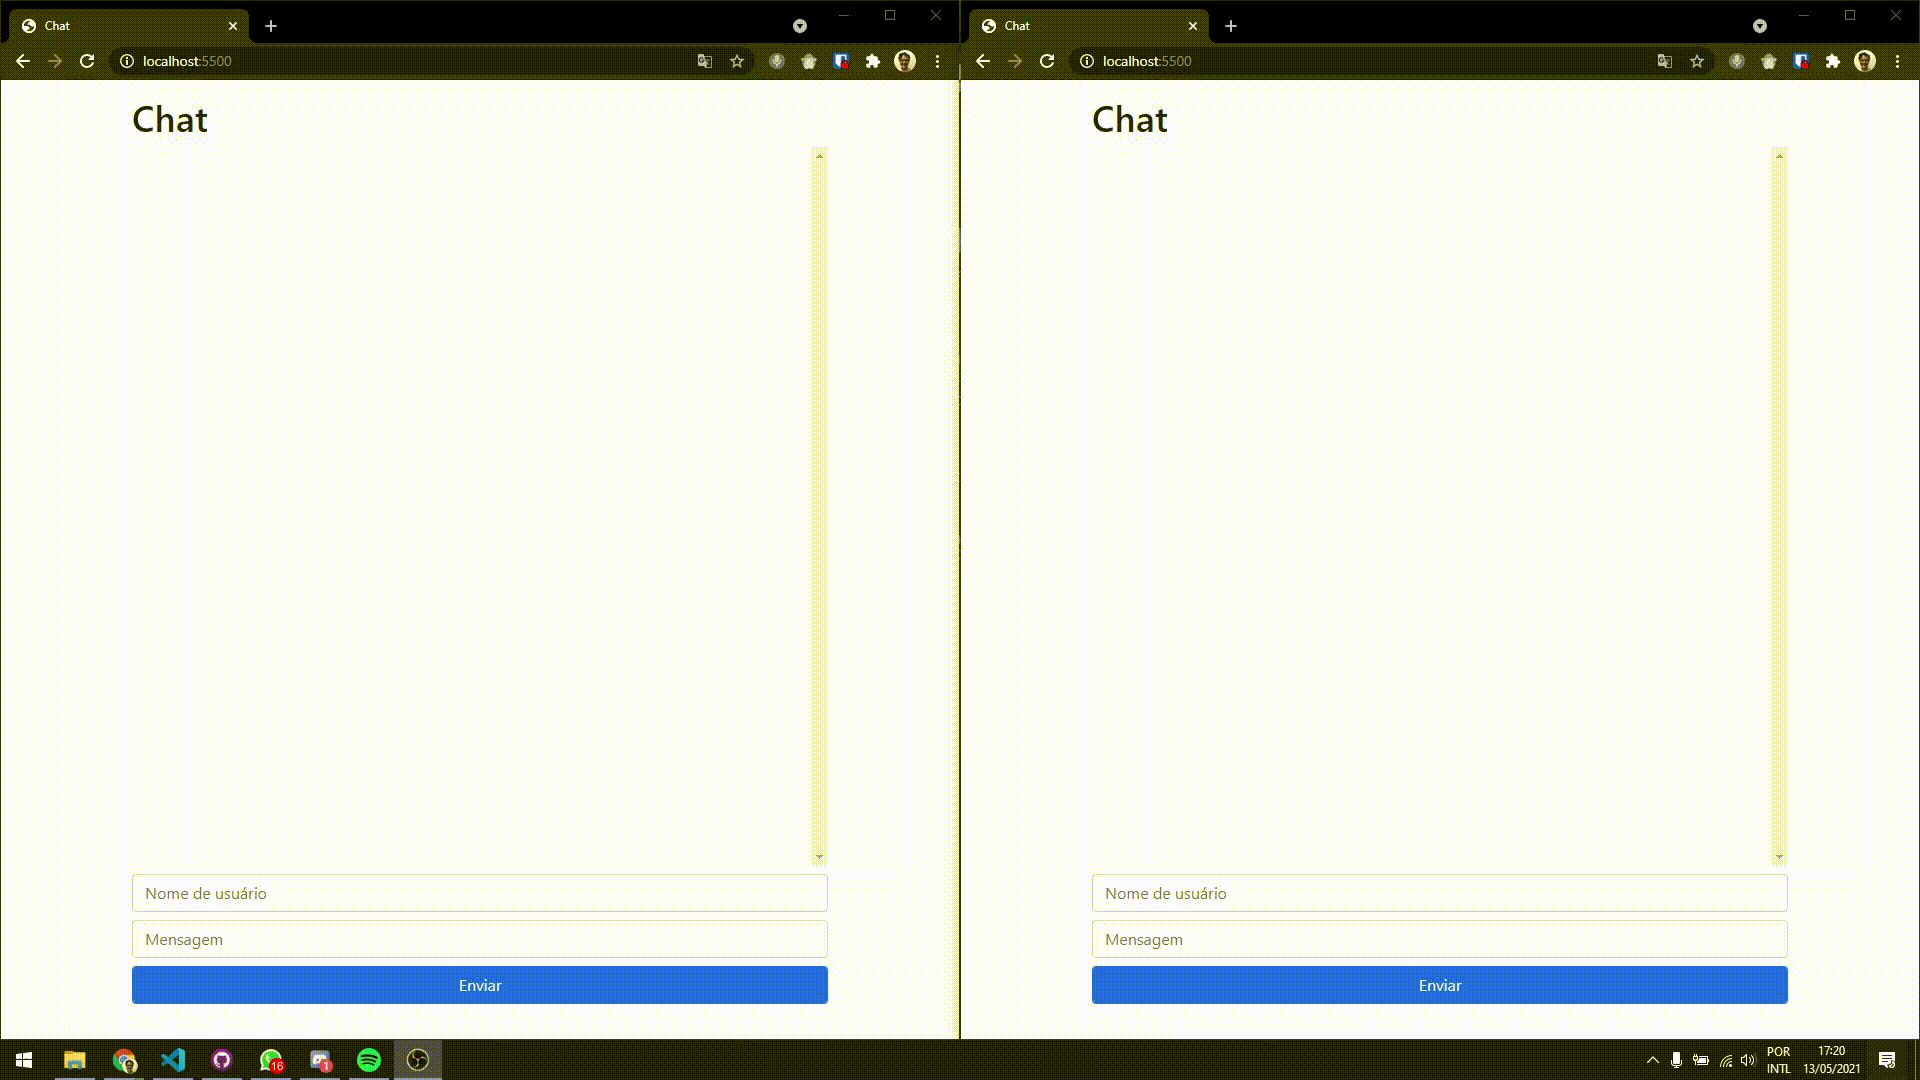 Chat
localhost:5500
Chat
Nome de usuário
Mensagem
Enviar
Chat
localhost:5500
Chat
Nome de usuário
Mensagem
Enviar
16
1
POR
INTL
17:20
13/05/2021